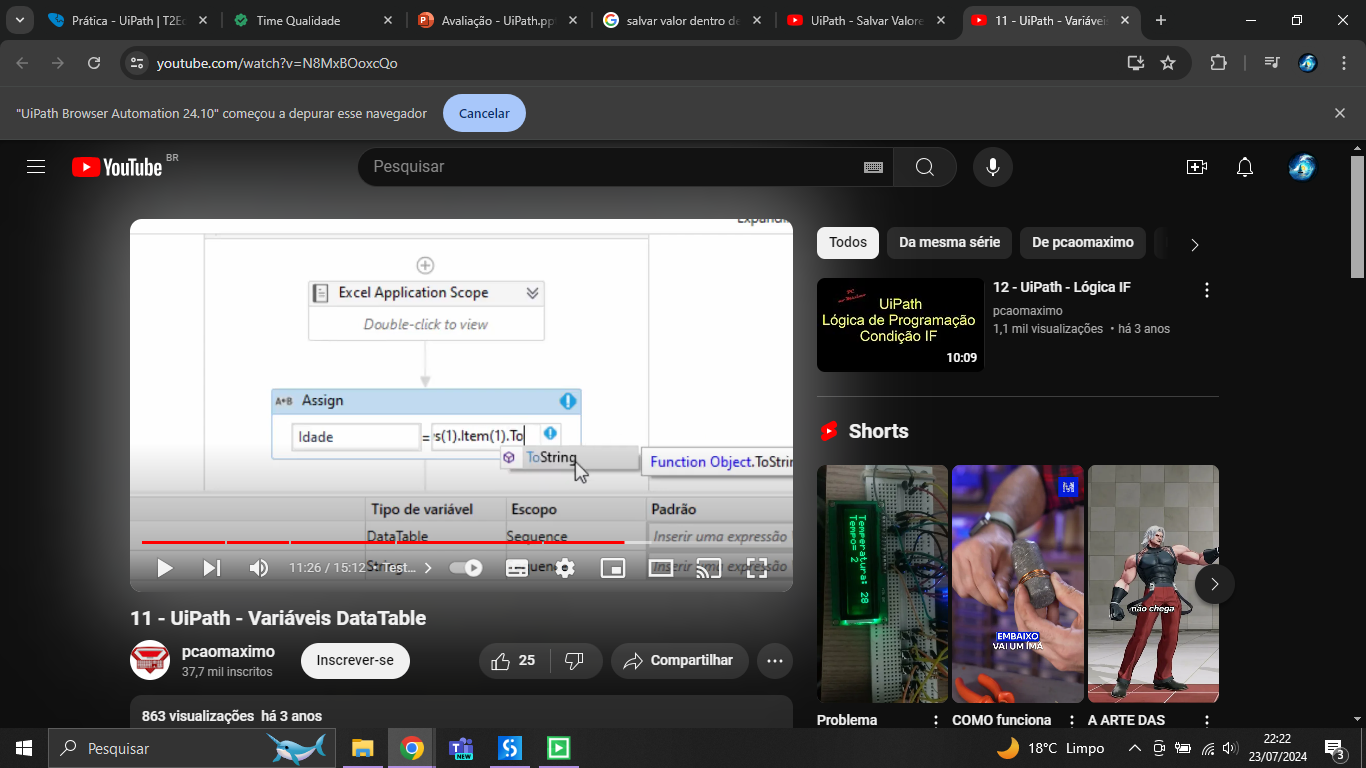 Prática - UiPath | T2Ec
Time Qualidade
Avaliação - UiPath.pp
salvar valor dentro de
UiPath - Salvar Valore
11 - UiPath - Variáveis
youtube.com/watch?v=N8MxBOoxcQo
"UiPath Browser Automation 24.10" começou a depurar esse navegador
Cancelar
YouTube BR
Pesquisar
Excel Application Scope
Double-click to view
A+B Assign
Idade = 's(1).Item(1).To
ToString
Function Object.ToStrin
Tipo de variável Escopo Padrão
DataTable Sequence Inserir uma expressão
11:26 / 15:12 • Test...
11 - UiPath - Variáveis DataTable
pcaomaximo
37,7 mil inscritos
Inscrever-se
25
Compartilhar
863 visualizações há 3 anos
Todos
Da mesma série
De pcaomaximo
UiPath
Lógica de Programação
Condição IF
10:09
12 - UiPath - Lógica IF
pcaomaximo
1,1 mil visualizações • há 3 anos
Shorts
Temperatura: 28
Tempo= 2
EMBAIXO
VAI UM ÍMÃ
não chega
Problema
COMO funciona
A ARTE DAS
Pesquisar
NEW
18°C Limpo
22:22
23/07/2024
3